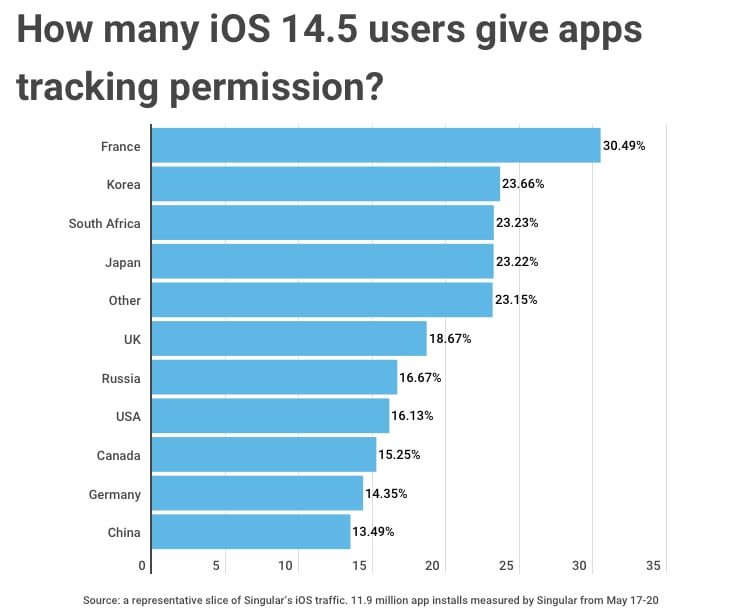 How many iOS 14.5 users give apps
tracking permission?
France 30.49%
Korea 23.66%
South Africa 23.23%
Japan 23.22%
Other 23.15%
UK 18.67%
Russia 16.67%
USA 16.13%
Canada 15.25%
Germany 14.35%
China 13.49%
0 5 10 15 20 25 30 35
Source: a representative slice of Singular's iOS traffic. 11.9 million app installs measured by Singular from May 17-20